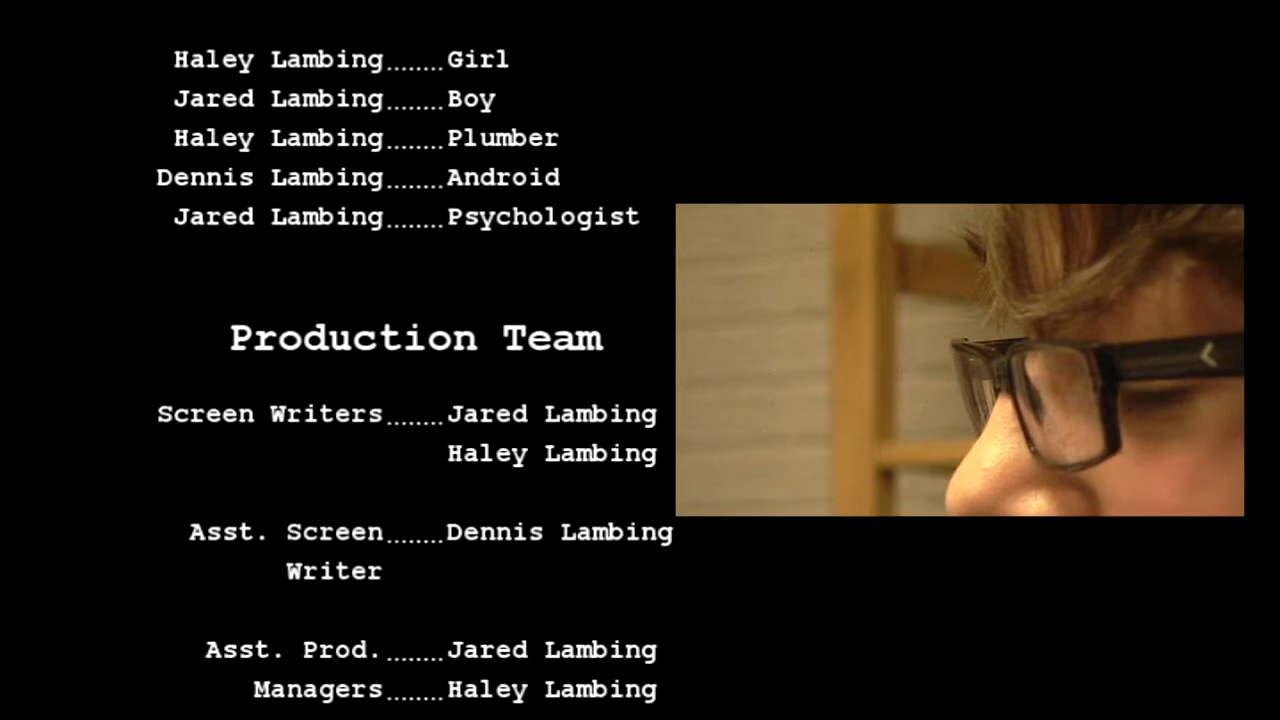 Haley Lambing........Girl
Jared Lambing........Boy
Haley Lambing........Plumber
Dennis Lambing........Android
Jared Lambing........Psychologist
Production Team
Screen Writers........Jared Lambing
Haley Lambing
Asst. Screen........Dennis Lambing
Writer
Asst. Prod.........Jared Lambing
Managers........Haley Lambing